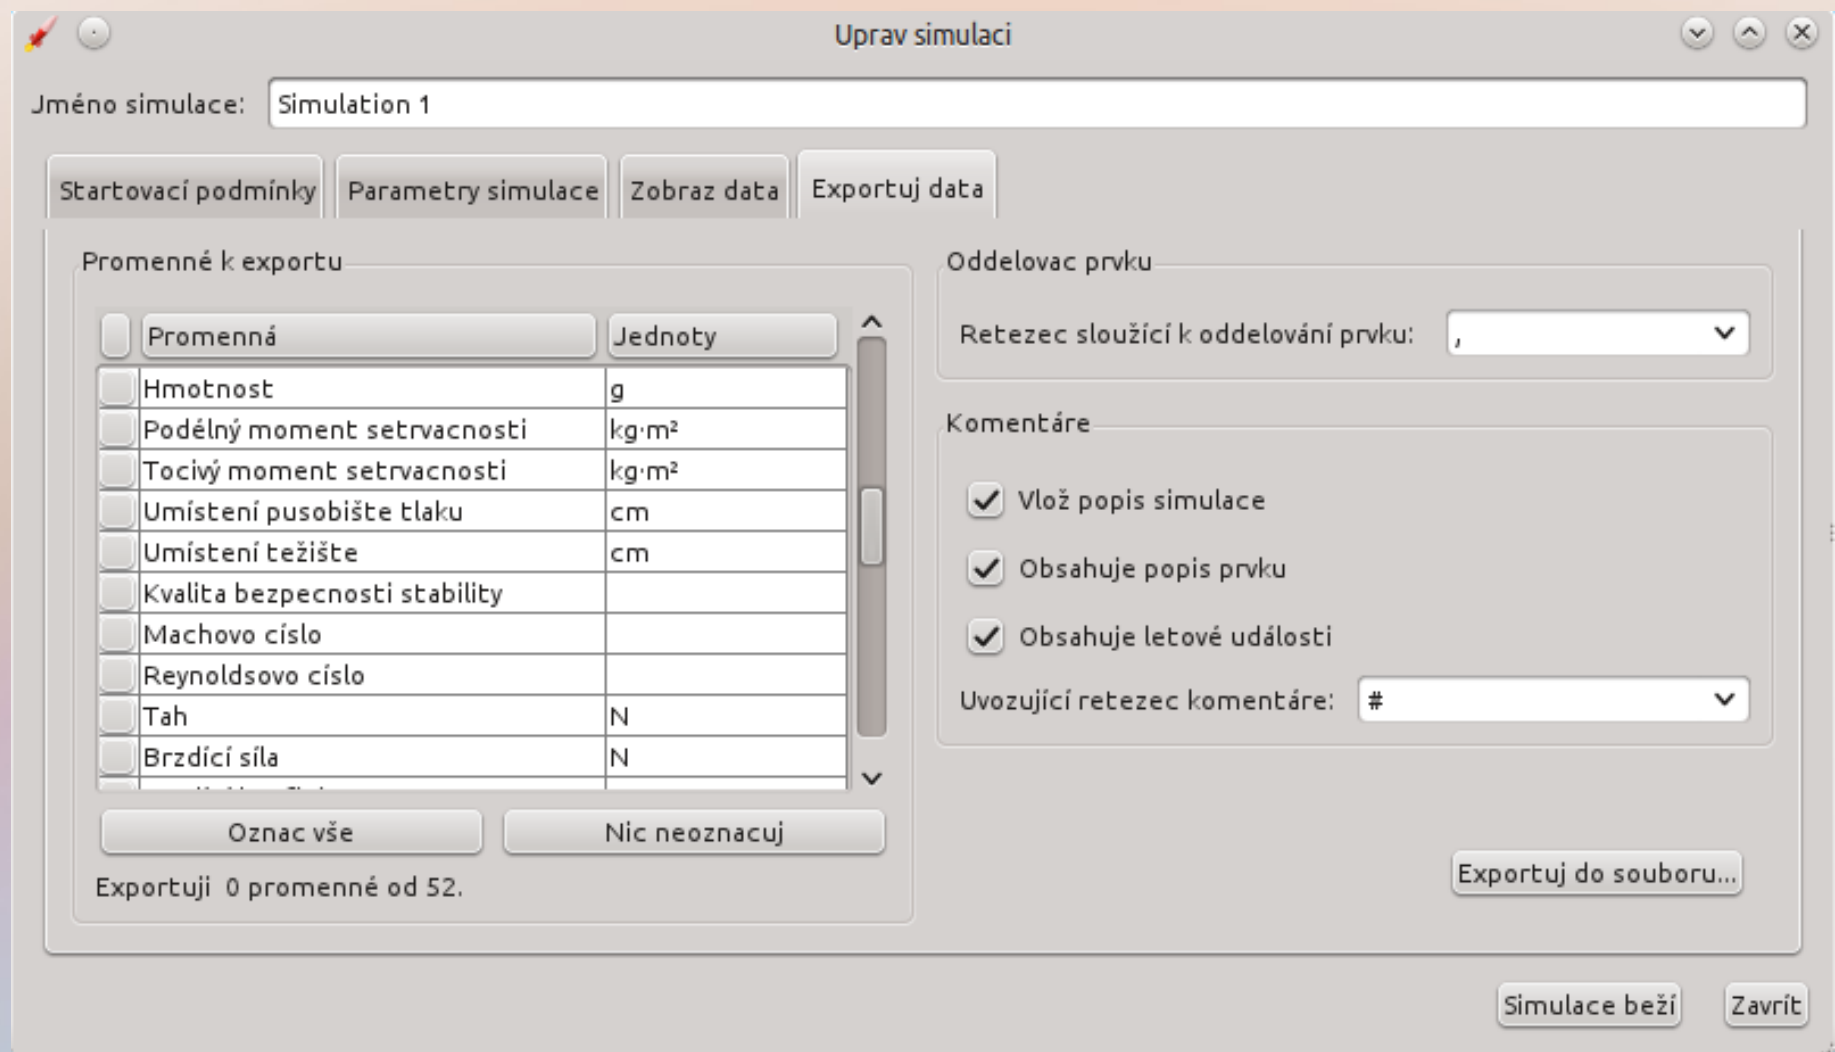 Uprav simulaci
Jméno simulace: Simulation 1
Startovací podmínky Parametry simulace Zobraz data Exportuj data
Promenné k exportu
Promenná Jednoty
Hmotnost g
Podélný moment setrvacnosti kg·m²
Tocivý moment setrvacnosti kg·m²
Umístení pusobište tlaku cm
Umístení težište cm
Kvalita bezpecnosti stability
Machovo císlo
Reynoldsovo císlo
Tah N
Brzdící síla N
Oznac vše Nic neoznacuj
Exportuji 0 promenné od 52.
Oddelovac prvku
Retezec sloužící k oddelování prvku: ,
Komentáre
Vlož popis simulace
Obsahuje popis prvku
Obsahuje letové události
Uvozující retezec komentáre: #
Exportuj do souboru...
Simulace beží Zavrít